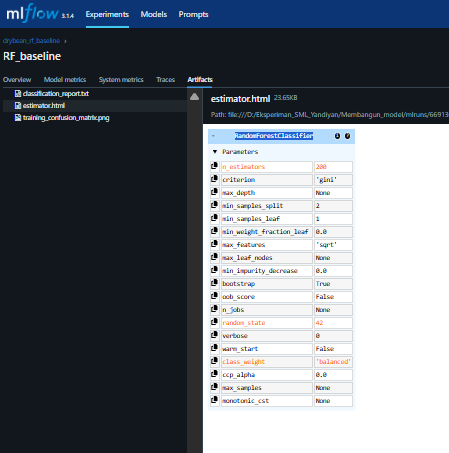 mlflow 3.1.4 Experiments Models Prompts
drybean_rf_baseline ›
RF_baseline
Overview Model metrics System metrics Traces Artifacts
classification_report.txt
estimator.html
training_confusion_matrix.png
estimator.html 23.65KB
Path: file:///D:/Eksperiman_SML_Yandiyan/Membangun_model/mlruns/66913
- RandomForestClassifier i ?
▼ Parameters
n_estimators 200
criterion 'gini'
max_depth None
min_samples_split 2
min_samples_leaf 1
min_weight_fraction_leaf 0.0
max_features 'sqrt'
max_leaf_nodes None
min_impurity_decrease 0.0
bootstrap True
oob_score False
n_jobs None
random_state 42
verbose 0
warm_start False
class_weight 'balanced'
ccp_alpha 0.0
max_samples None
monotonic_cst None